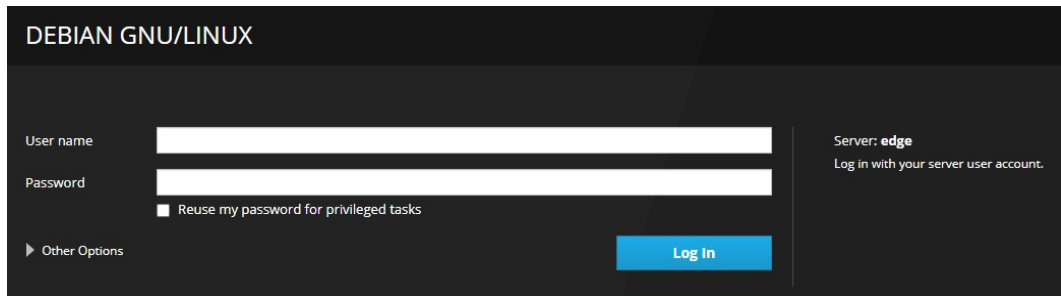 DEBIAN GNU/LINUX
User name
Server: edge
Log in with your server user account.
Password
Reuse my password for privileged tasks
Other Options
Log In